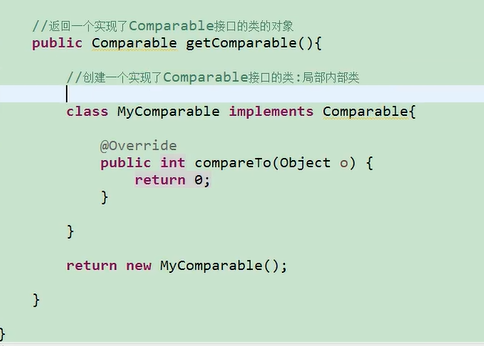 //返回一个实现了Comparable接口的类的对象
public Comparable getComparable(){
//创建一个实现了Comparable接口的类:局部内部类
class MyComparable implements Comparable{
@Override
public int compareTo(Object o) {
return 0;
}
}
return new MyComparable();
}
}